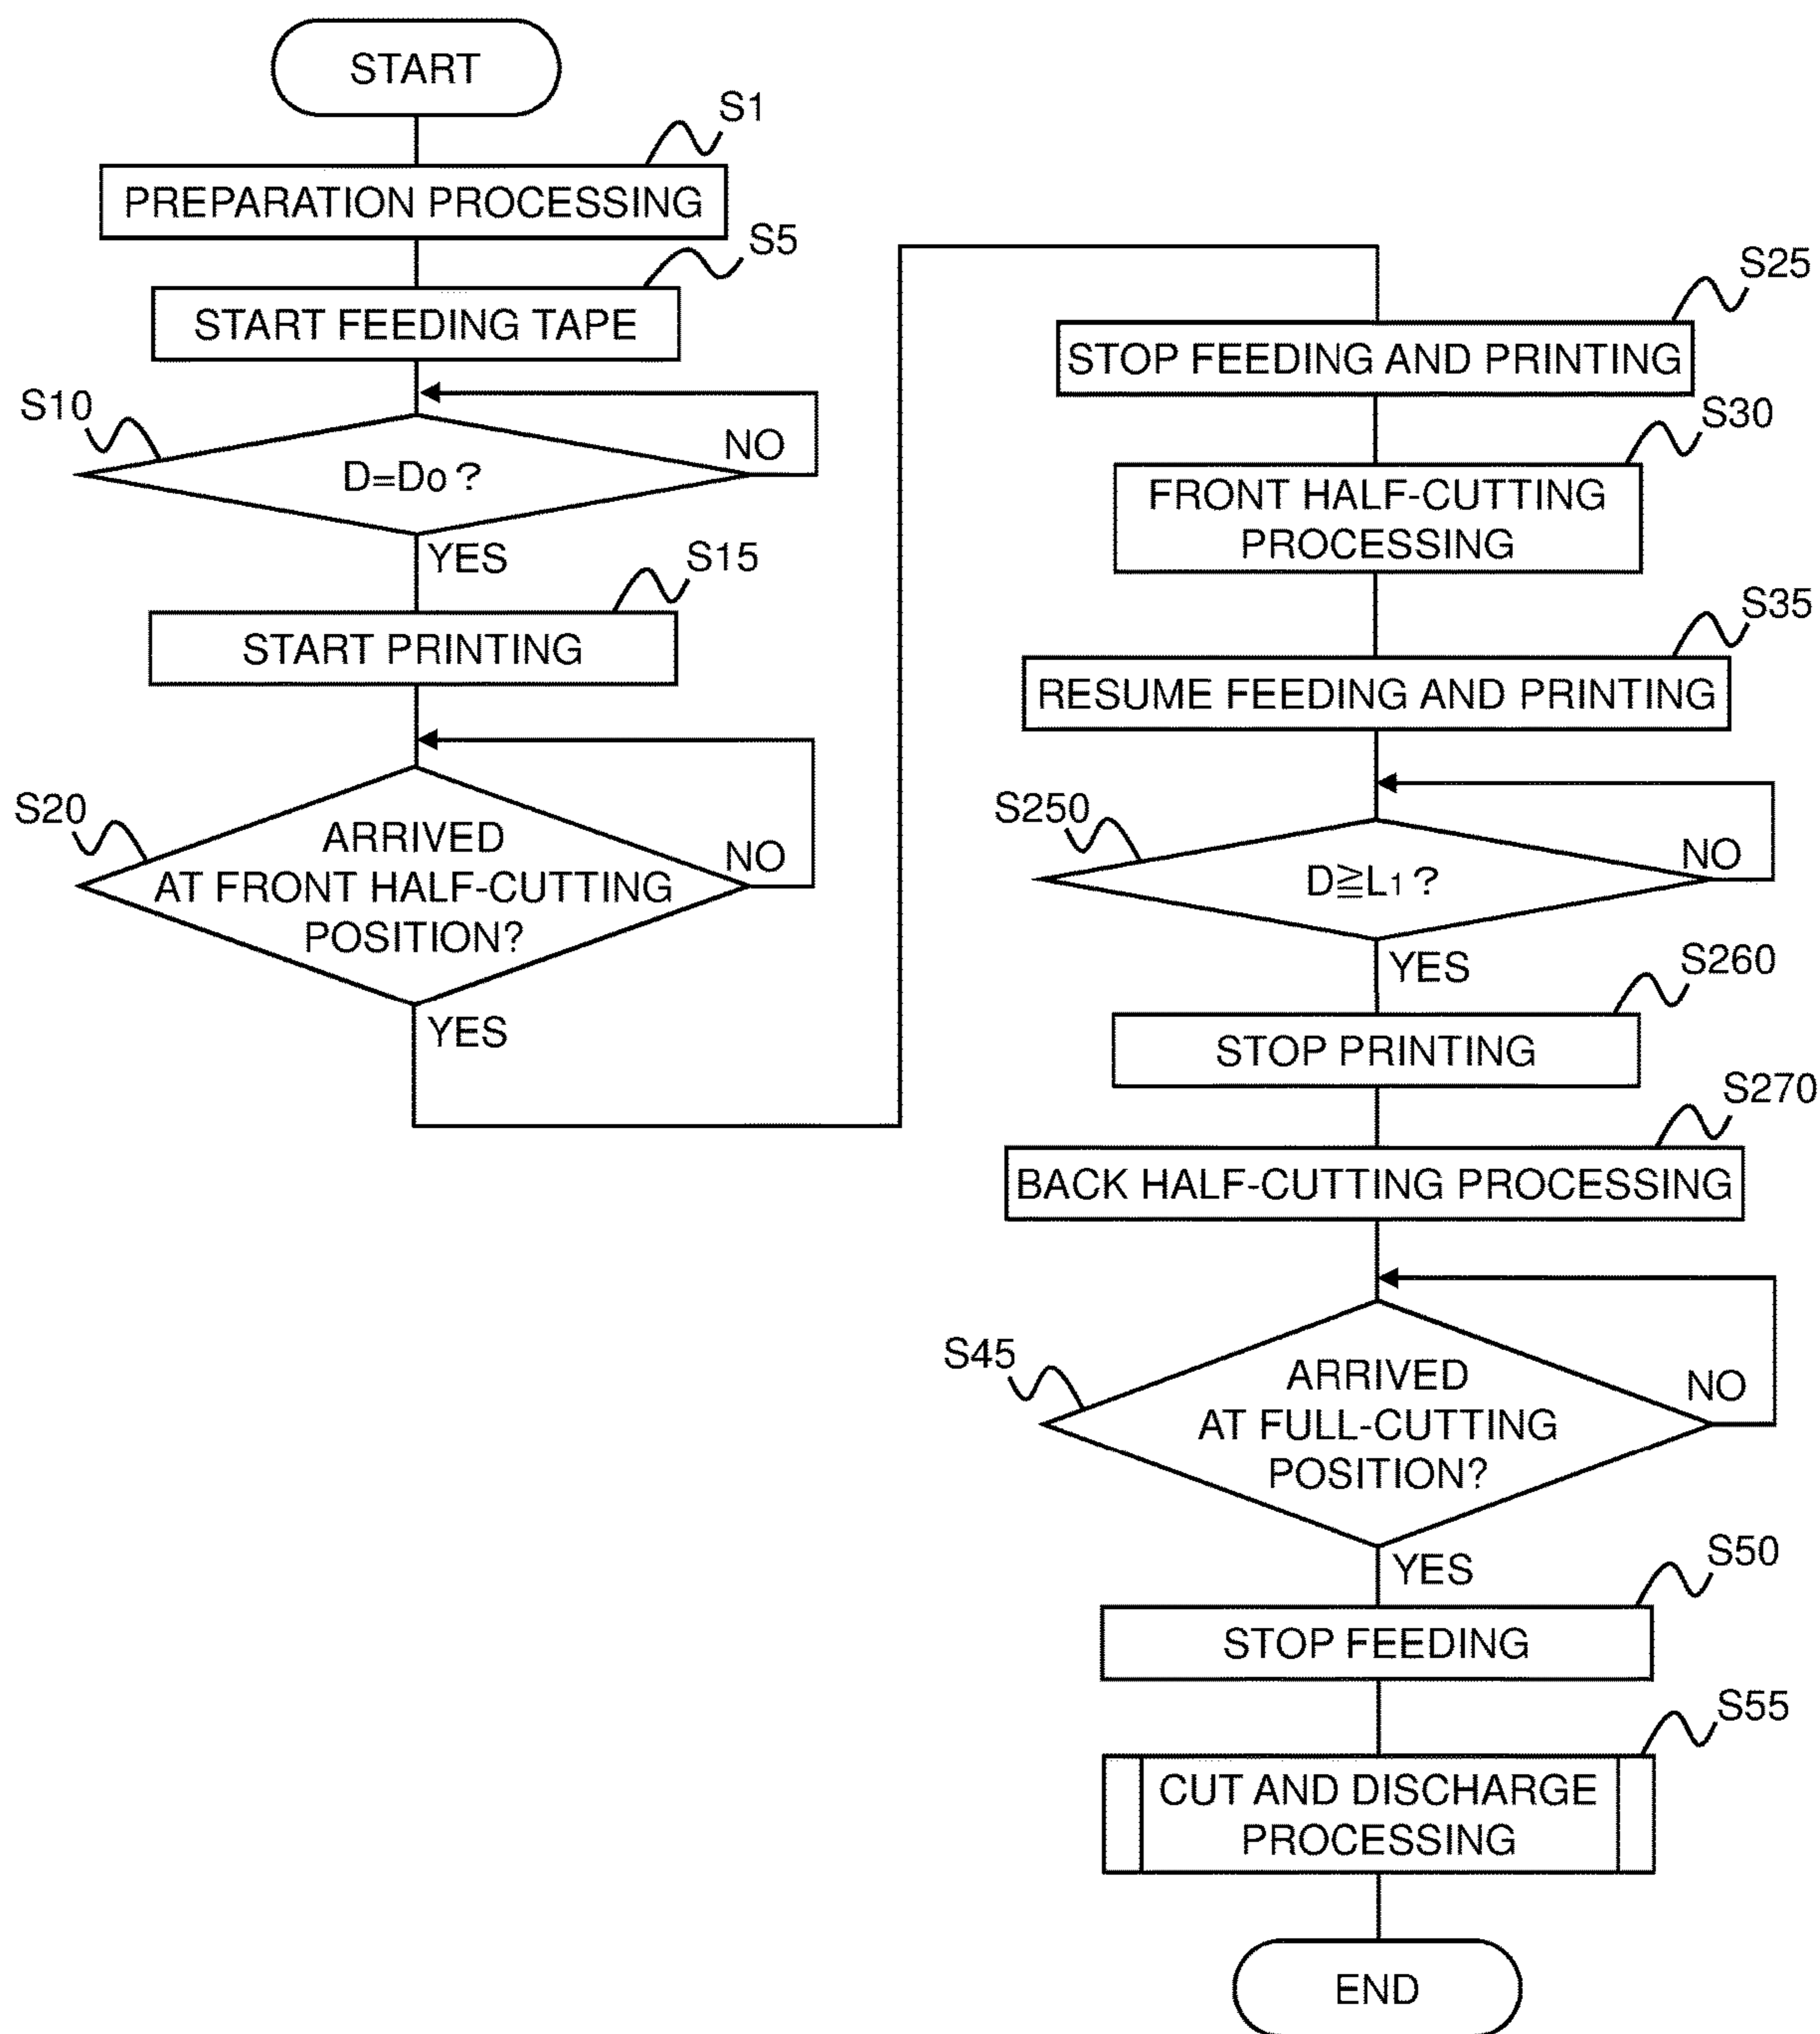 START
S1
PREPARATION PROCESSING
S5
START FEEDING TAPE
S10
D=D0?
NO
YES
S15
START PRINTING
S20
ARRIVED
AT FRONT HALF-CUTTING
POSITION?
NO
YES
S25
STOP FEEDING AND PRINTING
S30
FRONT HALF-CUTTING
PROCESSING
S35
RESUME FEEDING AND PRINTING
S250
D≧L1?
NO
YES
S260
STOP PRINTING
S270
BACK HALF-CUTTING PROCESSING
S45
ARRIVED
AT FULL-CUTTING
POSITION?
NO
YES
S50
STOP FEEDING
S55
CUT AND DISCHARGE
PROCESSING
END